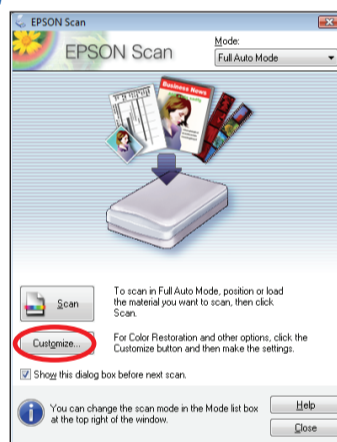 EPSON Scan
EPSON Scan
Mode:
Full Auto Mode
Business News
Scan
To scan in Full Auto Mode, position or load
the material you want to scan, then click
Scan.
Customize...
For Color Restoration and other options, click the
Customize button and then make the settings.
Show this dialog box before next scan.
You can change the scan mode in the Mode list box
at the top right of the window.
Help
Close